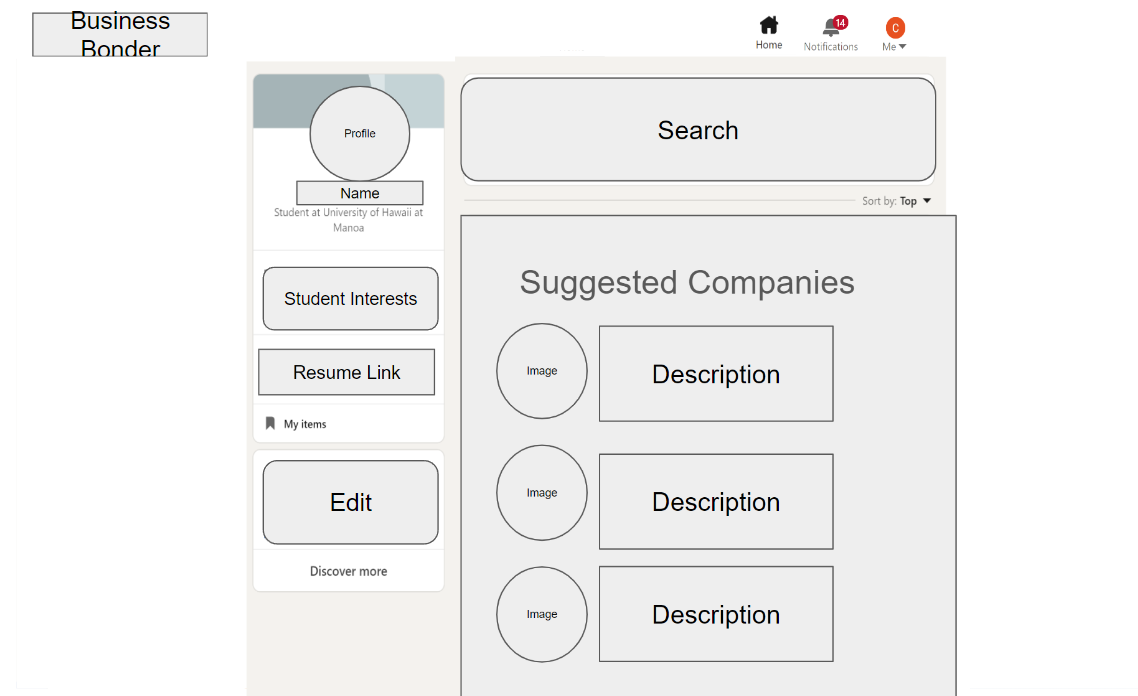 Business
Bonder
Home
14
Notifications
C
Me
Profile
Name
Student at University of Hawaii at
Manoa
Student Interests
Resume Link
My items
Edit
Discover more
Search
Sort by: Top
Suggested Companies
Image
Description
Image
Description
Image
Description